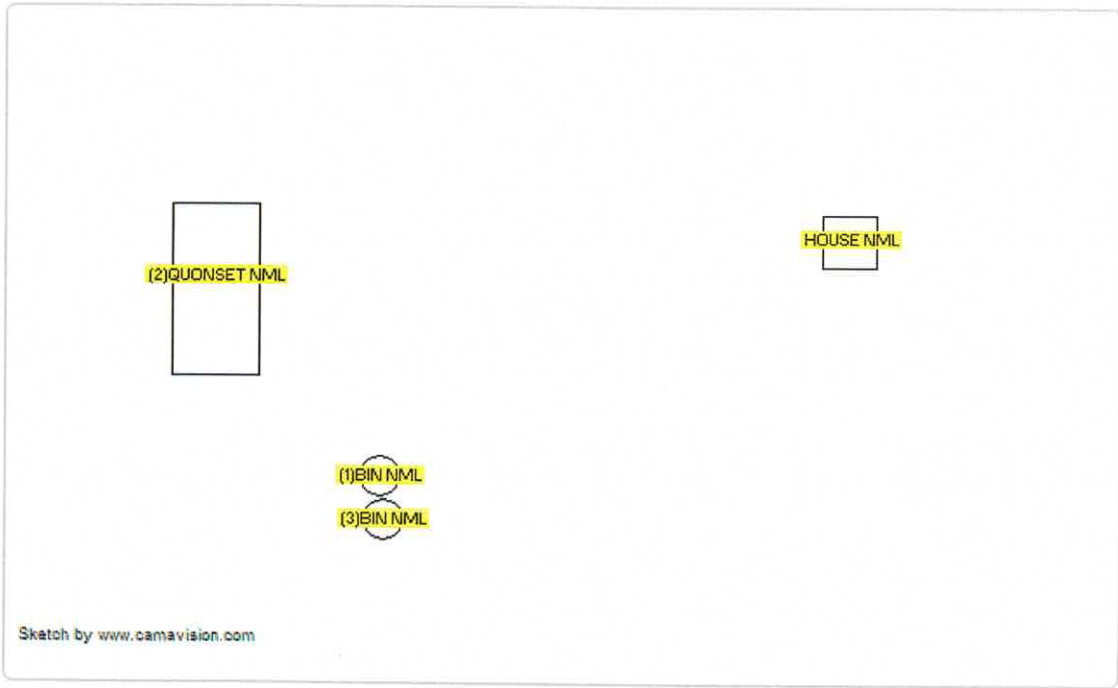 HOUSE NML
(2)QUONSET NML
(1)BIN NML
(3)BIN NML
Sketch by www.camavision.com